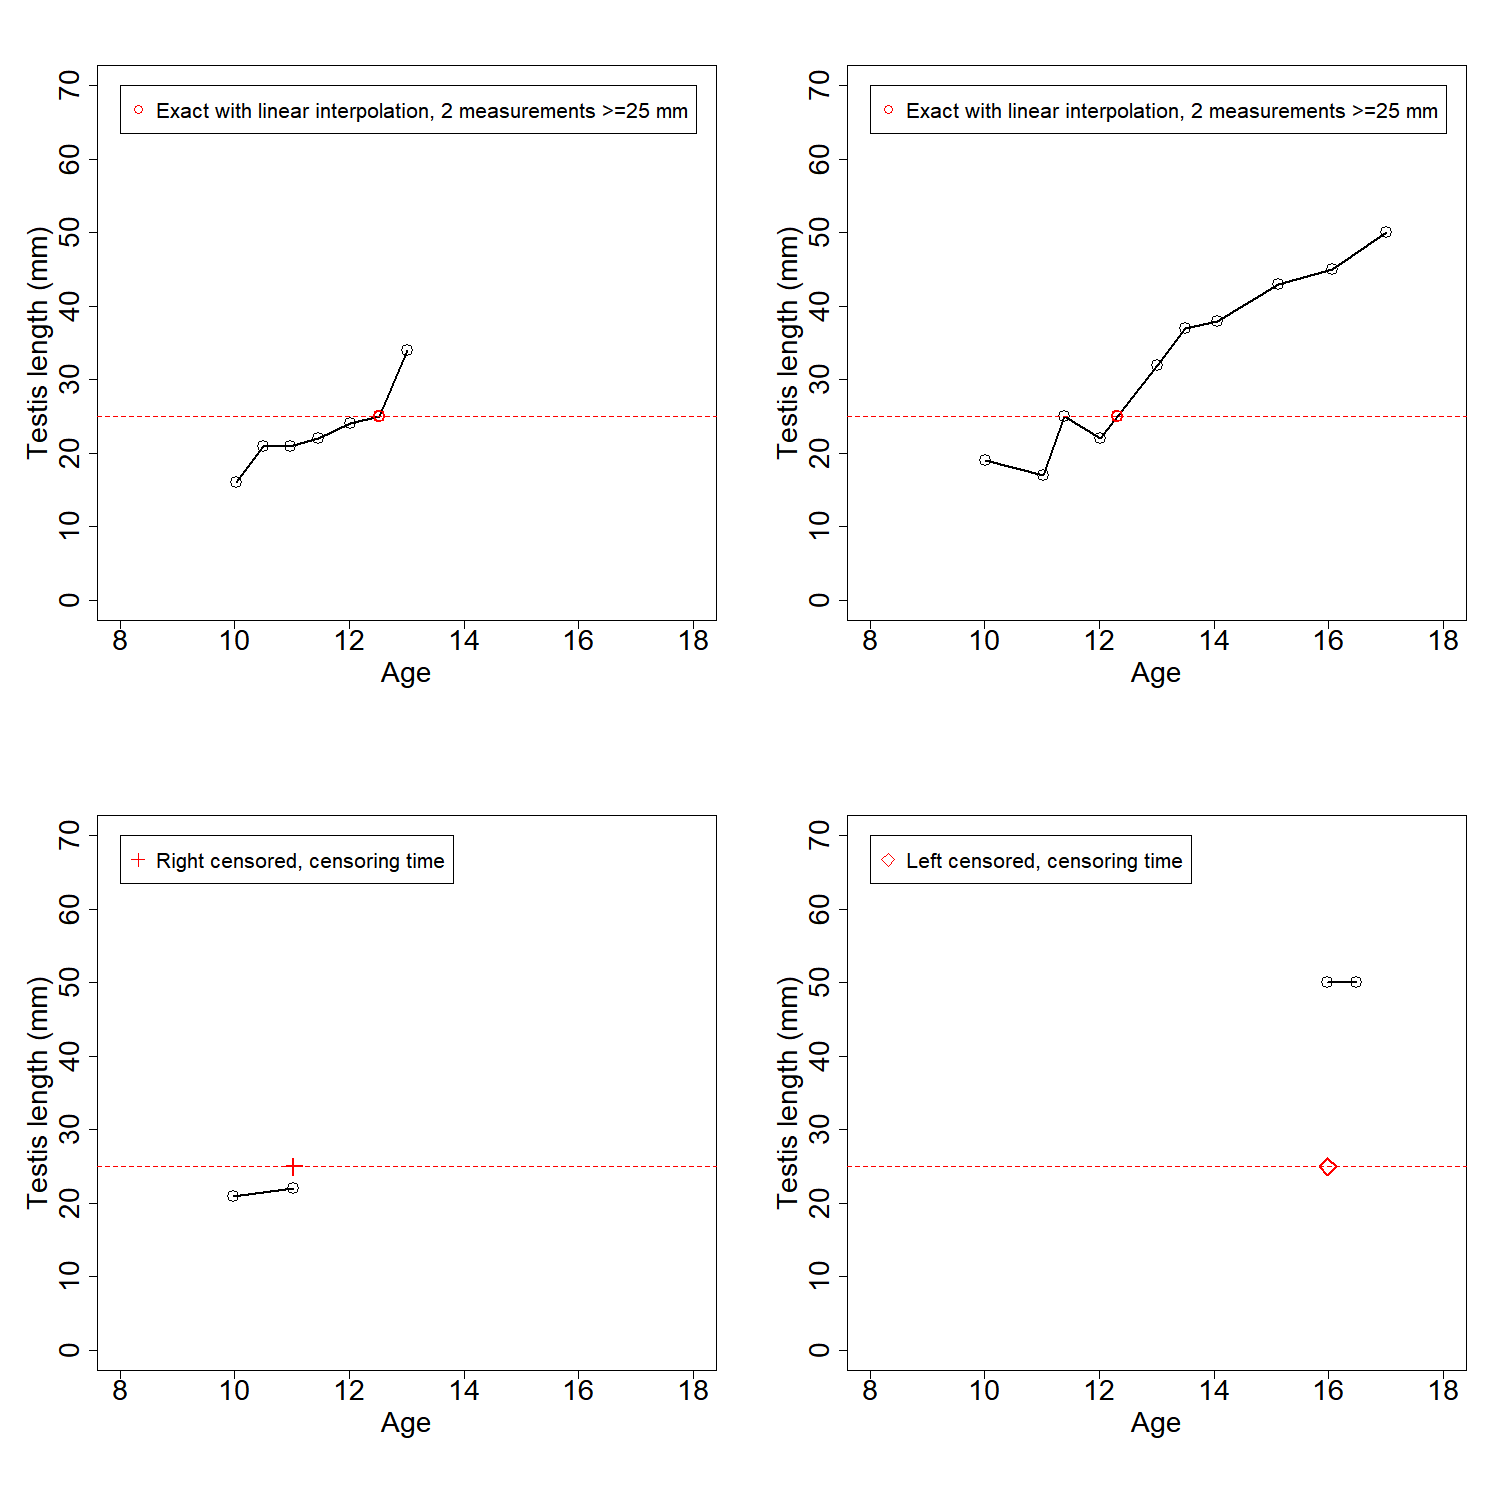 Exact with linear interpolation, 2 measurements >=25 mm
Testis length (mm)
70
60
50
40
30
20
10
0
8 10 12 14 16 18
Age
Exact with linear interpolation, 2 measurements >=25 mm
Testis length (mm)
70
60
50
40
30
20
10
0
8 10 12 14 16 18
Age
Right censored, censoring time
Testis length (mm)
70
60
50
40
30
20
10
0
8 10 12 14 16 18
Age
Left censored, censoring time
Testis length (mm)
70
60
50
40
30
20
10
0
8 10 12 14 16 18
Age